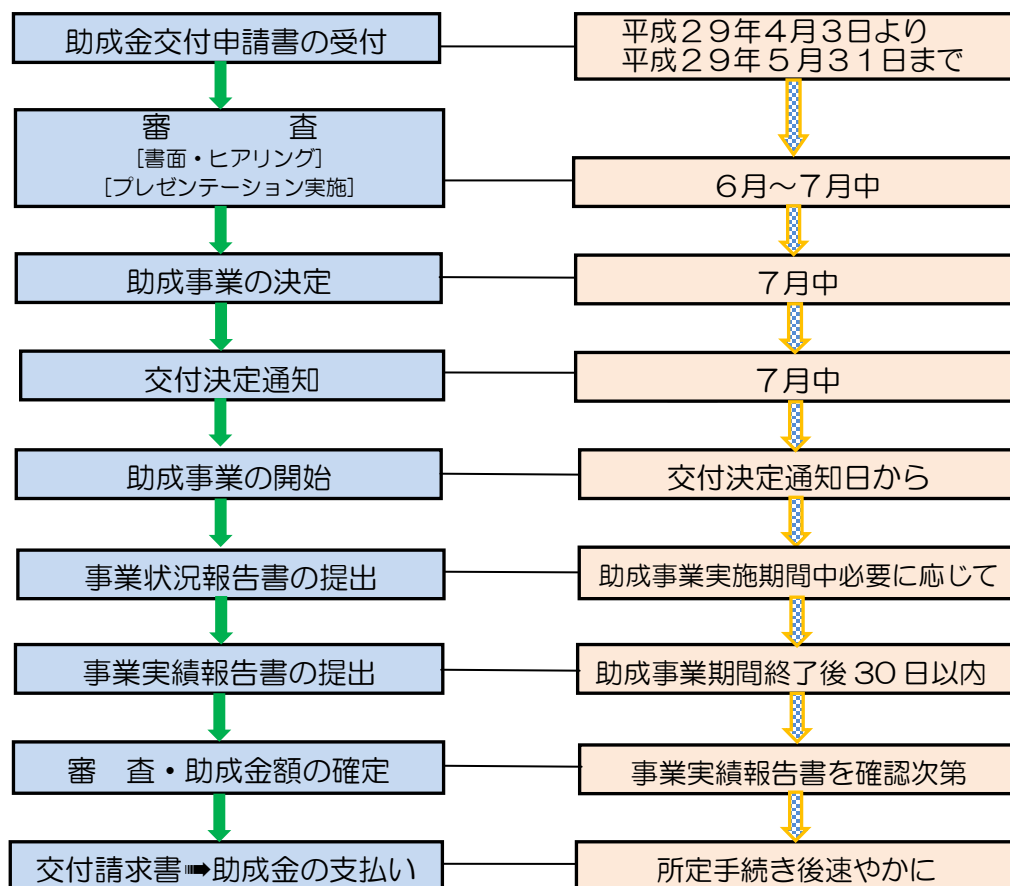 助成金交付申請書の受付
平成29年4月3日より
平成29年5月31日まで
審　　　　査
[書面・ヒアリング]
[プレゼンテーション実施]
6月～7月中
助成事業の決定
7月中
交付決定通知
7月中
助成事業の開始
交付決定通知日から
事業状況報告書の提出
助成事業実施期間中必要に応じて
事業実績報告書の提出
助成事業期間終了後30日以内
審　査・助成金額の確定
事業実績報告書を確認次第
交付請求書➠助成金の支払い
所定手続き後速やかに